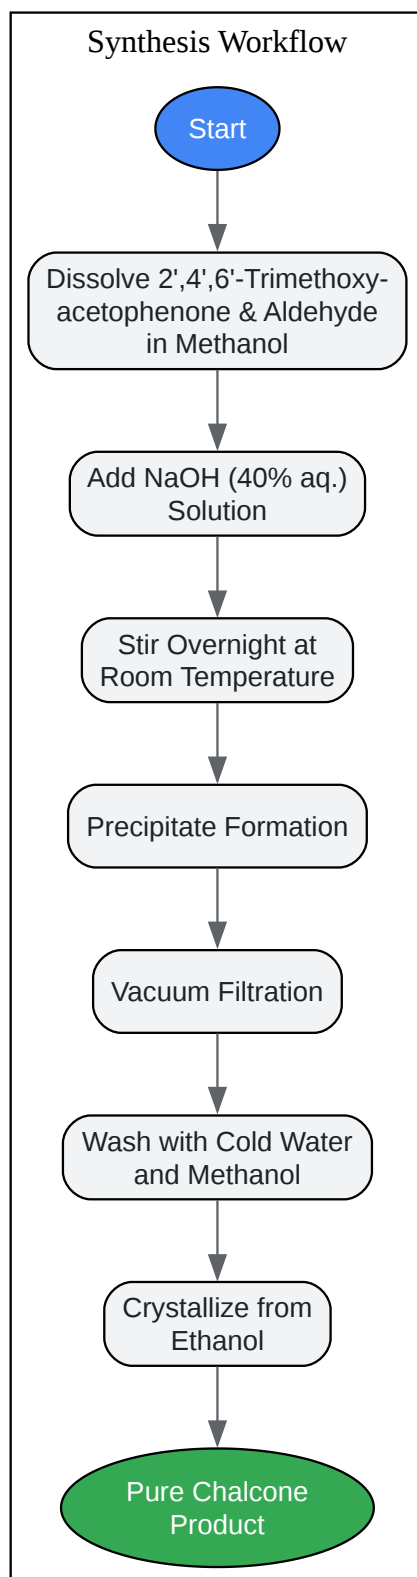 Synthesis Workflow
Start
Dissolve 2',4',6'-Trimethoxy-
acetophenone & Aldehyde
in Methanol
Add NaOH (40% aq.)
Solution
Stir Overnight at
Room Temperature
Precipitate Formation
Vacuum Filtration
Wash with Cold Water
and Methanol
Crystallize from
Ethanol
Pure Chalcone
Product